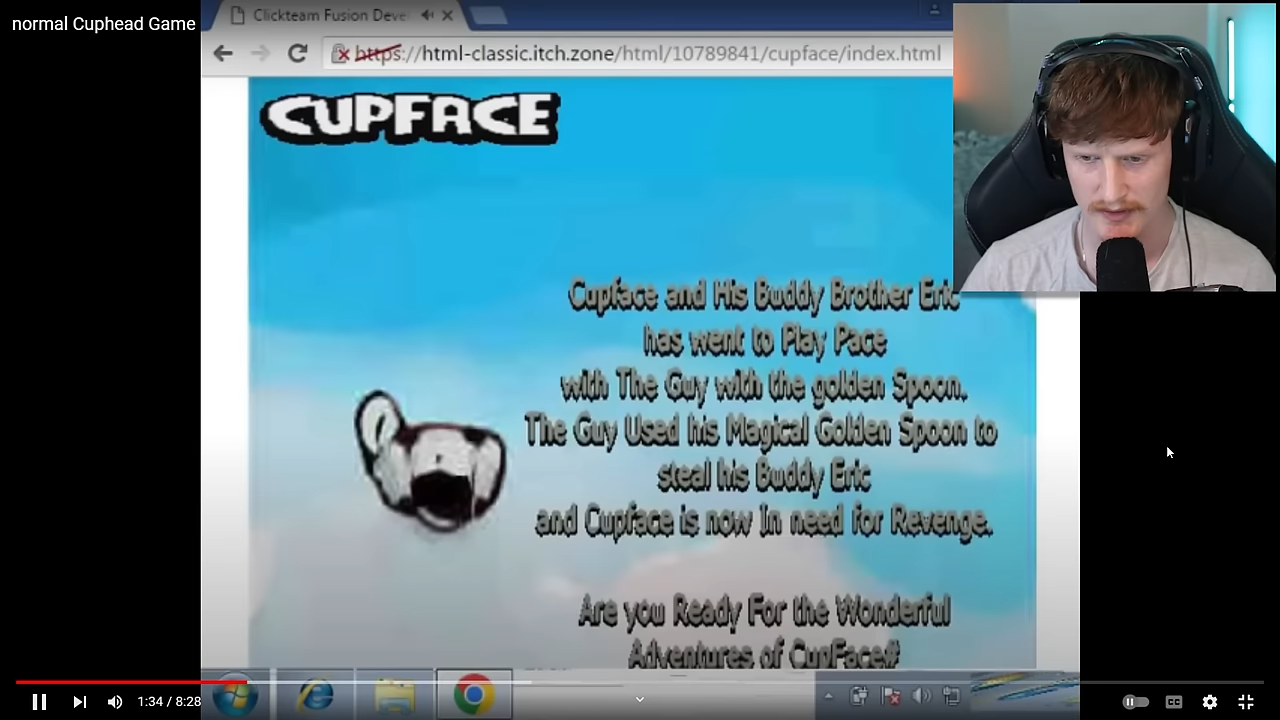 normal Cuphead Game
Clickteam Fusion Deve
https://html-classic.itch.zone/html/10789841/cupface/index.html
CUPFACE
Cupface and His Buddy Brother Eric
has went to Play Pace
with The Guy with the golden Spoon.
The Guy Used his Magical Golden Spoon to
steal his Buddy Eric
and Cupface is now In need for Revenge.
Are you Ready For the Wonderful
Adventures of CupFace#
1:34 / 8:28
CC